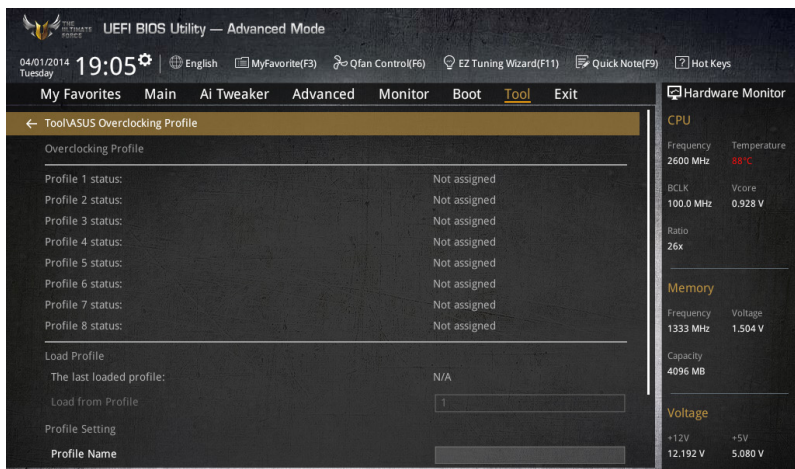 THE ULTIMATE FORCE
UEFI BIOS Utility — Advanced Mode
04/01/2014 Tuesday 19:05 English MyFavorite(F3) Qfan Control(F6) EZ Tuning Wizard(F11) Quick Note(F9) ? Hot Keys
My Favorites Main Ai Tweaker Advanced Monitor Boot Tool Exit
Tool\ASUS Overclocking Profile
Overclocking Profile
Profile 1 status: Not assigned
Profile 2 status: Not assigned
Profile 3 status: Not assigned
Profile 4 status: Not assigned
Profile 5 status: Not assigned
Profile 6 status: Not assigned
Profile 7 status: Not assigned
Profile 8 status: Not assigned
Load Profile
The last loaded profile: N/A
Load from Profile 1
Profile Setting
Profile Name
Hardware Monitor
CPU
Frequency Temperature
2600 MHz 88°C
BCLK Vcore
100.0 MHz 0.928 V
Ratio
26x
Memory
Frequency Voltage
1333 MHz 1.504 V
Capacity
4096 MB
Voltage
+12V +5V
12.192 V 5.080 V